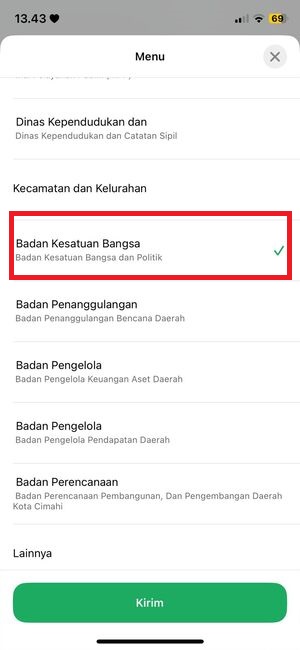 13.43
69
Menu
Dinas Kependudukan dan
Dinas Kependudukan dan Catatan Sipil
Kecamatan dan Kelurahan
Badan Kesatuan Bangsa
Badan Kesatuan Bangsa dan Politik
Badan Penanggulangan
Badan Penanggulangan Bencana Daerah
Badan Pengelola
Badan Pengelola Keuangan Aset Daerah
Badan Pengelola
Badan Pengelola Pendapatan Daerah
Badan Perencanaan
Badan Perencanaan Pembangunan, Dan Pengembangan Daerah
Kota Cimahi
Lainnya
Kirim